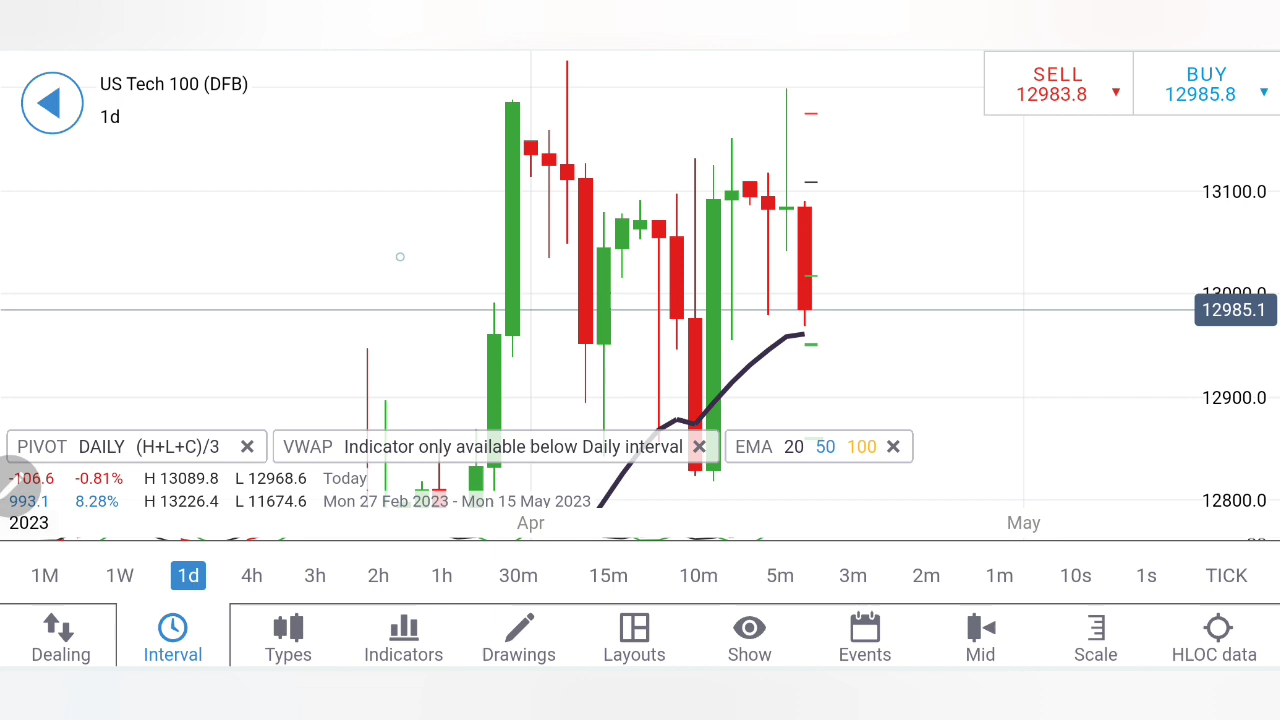 US Tech 100 (DFB)
1d
SELL
12983.8
BUY
12985.8
13100.0
13000.0
12985.1
12900.0
PIVOT DAILY (H+L+C)/3
VWAP Indicator only available below Daily interval
EMA 20 50 100
-106.6 -0.81% H 13089.8 L 12968.6 Today
993.1 8.28% H 13226.4 L 11674.6 Mon 27 Feb 2023 - Mon 15 May 2023
12800.0
2023 Apr May
1M 1W 1d 4h 3h 2h 1h 30m 15m 10m 5m 3m 2m 1m 10s 1s TICK
Dealing Interval Types Indicators Drawings Layouts Show Events Mid Scale HLOC data